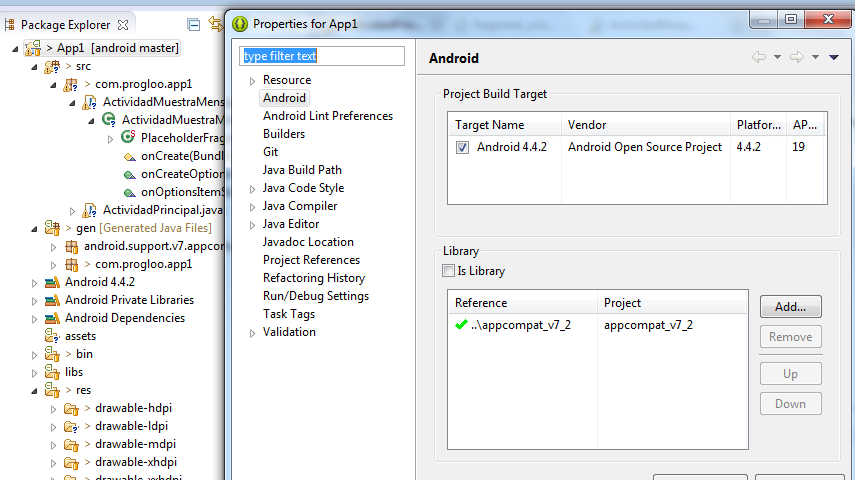 Package Explorer
> App1 [android master]
> src
> com.progloo.app1
ActividadMuestraMens
ActividadMuestraM
PlaceholderFrag
onCreate(Bundl
onCreateOption
onOptionsItemS
ActividadPrincipal.java
> gen [Generated Java Files]
android.support.v7.appcom
> com.progloo.app1
Android 4.4.2
Android Private Libraries
Android Dependencies
assets
> bin
libs
> res
> drawable-hdpi
> drawable-ldpi
> drawable-mdpi
> drawable-xhdpi
Properties for App1
type filter text
Resource
Android
Android Lint Preferences
Builders
Git
Java Build Path
Java Code Style
Java Compiler
Java Editor
Javadoc Location
Project References
Refactoring History
Run/Debug Settings
Task Tags
Validation
Android
Project Build Target
Target Name Vendor Platfor... AP...
Android 4.4.2 Android Open Source Project 4.4.2 19
Library
Is Library
Reference Project
..\appcompat_v7_2 appcompat_v7_2
Add...
Remove
Up
Down